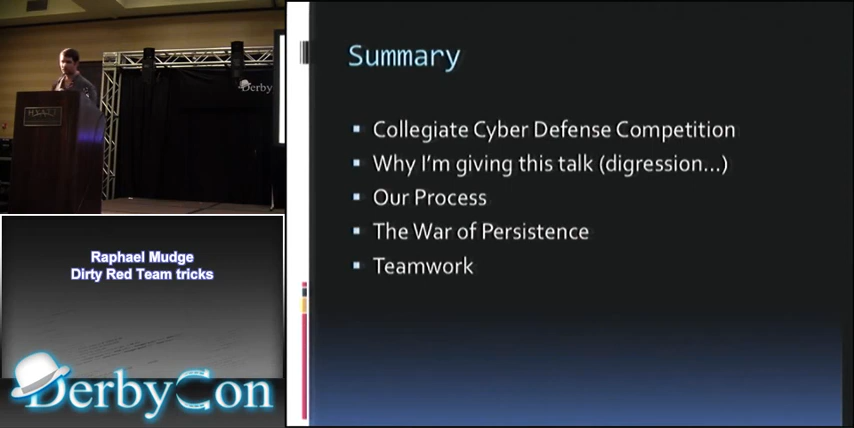 HYATT
Derby
Raphael Mudge
Dirty Red Team tricks
DerbyCon
Summary
Collegiate Cyber Defense Competition
Why I'm giving this talk (digression...)
Our Process
The War of Persistence
Teamwork